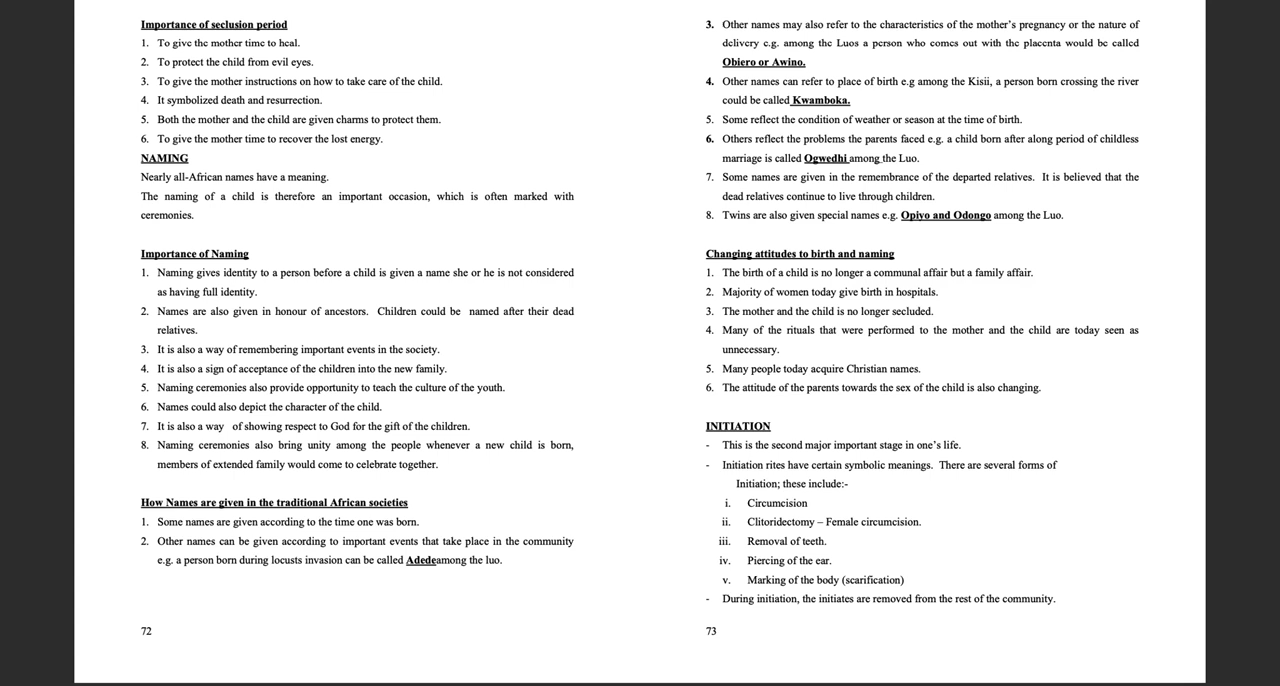 Importance of seclusion period
1. To give the mother time to heal.
2. To protect the child from evil eyes.
3. To give the mother instructions on how to take care of the child.
4. It symbolized death and resurrection.
5. Both the mother and the child are given charms to protect them.
6. To give the mother time to recover the lost energy.
NAMING
Nearly all-African names have a meaning.
The naming of a child is therefore an important occasion, which is often marked with
ceremonies.
Importance of Naming
1. Naming gives identity to a person before a child is given a name she or he is not considered
as having full identity.
2. Names are also given in honour of ancestors. Children could be named after their dead
relatives.
3. It is also a way of remembering important events in the society.
4. It is also a sign of acceptance of the children into the new family.
5. Naming ceremonies also provide opportunity to teach the culture of the youth.
6. Names could also depict the character of the child.
7. It is also a way of showing respect to God for the gift of the children.
8. Naming ceremonies also bring unity among the people whenever a new child is born,
members of extended family would come to celebrate together.
How Names are given in the traditional African societies
1. Some names are given according to the time one was born.
2. Other names can be given according to important events that take place in the community
e.g. a person born during locusts invasion can be called Adedeamong the luo.
72
3. Other names may also refer to the characteristics of the mother's pregnancy or the nature of
delivery e.g. among the Luos a person who comes out with the placenta would be called
Obiero or Awino.
4. Other names can refer to place of birth e.g among the Kisii, a person born crossing the river
could be called Kwamboka.
5. Some reflect the condition of weather or season at the time of birth.
6. Others reflect the problems the parents faced e.g. a child born after along period of childless
marriage is called Ogwedhi among the Luo.
7. Some names are given in the remembrance of the departed relatives. It is believed that the
dead relatives continue to live through children.
8. Twins are also given special names e.g. Opiyo and Odongo among the Luo.
Changing attitudes to birth and naming
1. The birth of a child is no longer a communal affair but a family affair.
2. Majority of women today give birth in hospitals.
3. The mother and the child is no longer secluded.
4. Many of the rituals that were performed to the mother and the child are today seen as
unnecessary.
5. Many people today acquire Christian names.
6. The attitude of the parents towards the sex of the child is also changing.
INITIATION
- This is the second major important stage in one's life.
- Initiation rites have certain symbolic meanings. There are several forms of
Initiation; these include:-
i. Circumcision
ii. Clitoridectomy – Female circumcision.
iii. Removal of teeth.
iv. Piercing of the ear.
v. Marking of the body (scarification)
- During initiation, the initiates are removed from the rest of the community.
73